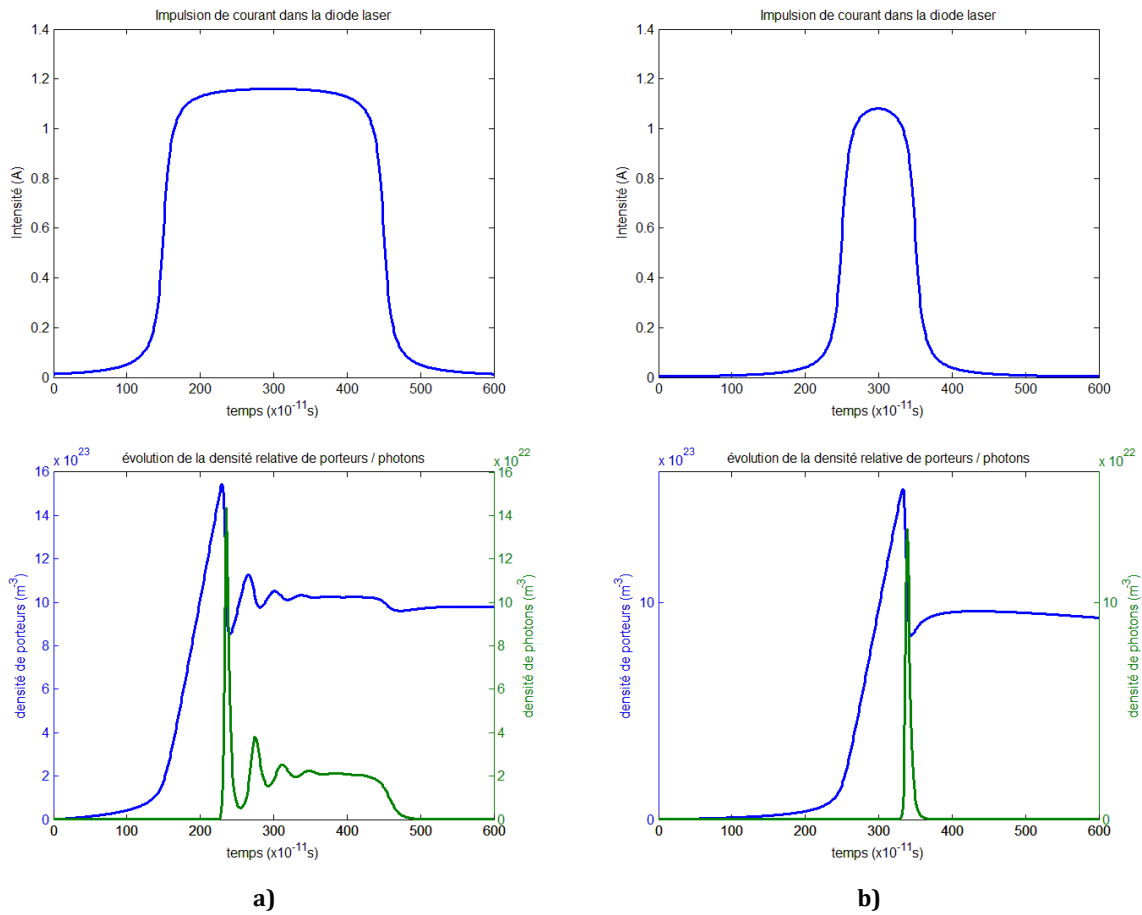 Impulsion de courant dans la diode laser
1.4
1.2
1
0.8
0.6
0.4
0.2
0
Intensité (A)
0 100 200 300 400 500 600
temps (x10⁻¹¹s)
Impulsion de courant dans la diode laser
1.4
1.2
1
0.8
0.6
0.4
0.2
0
Intensité (A)
0 100 200 300 400 500 600
temps (x10⁻¹¹s)
évolution de la densité relative de porteurs / photons
x 10²³
16
14
12
10
8
6
4
2
0
densité de porteurs (m⁻³)
x 10²²
16
14
12
10
8
6
4
2
0
densité de photons (m⁻³)
0 100 200 300 400 500 600
temps (x10⁻¹¹s)
évolution de la densité relative de porteurs / photons
x 10²³
10
0
densité de porteurs (m⁻³)
x 10²²
10
0
densité de photons (m⁻³)
0 100 200 300 400 500 600
temps (x10⁻¹¹s)
a)
b)